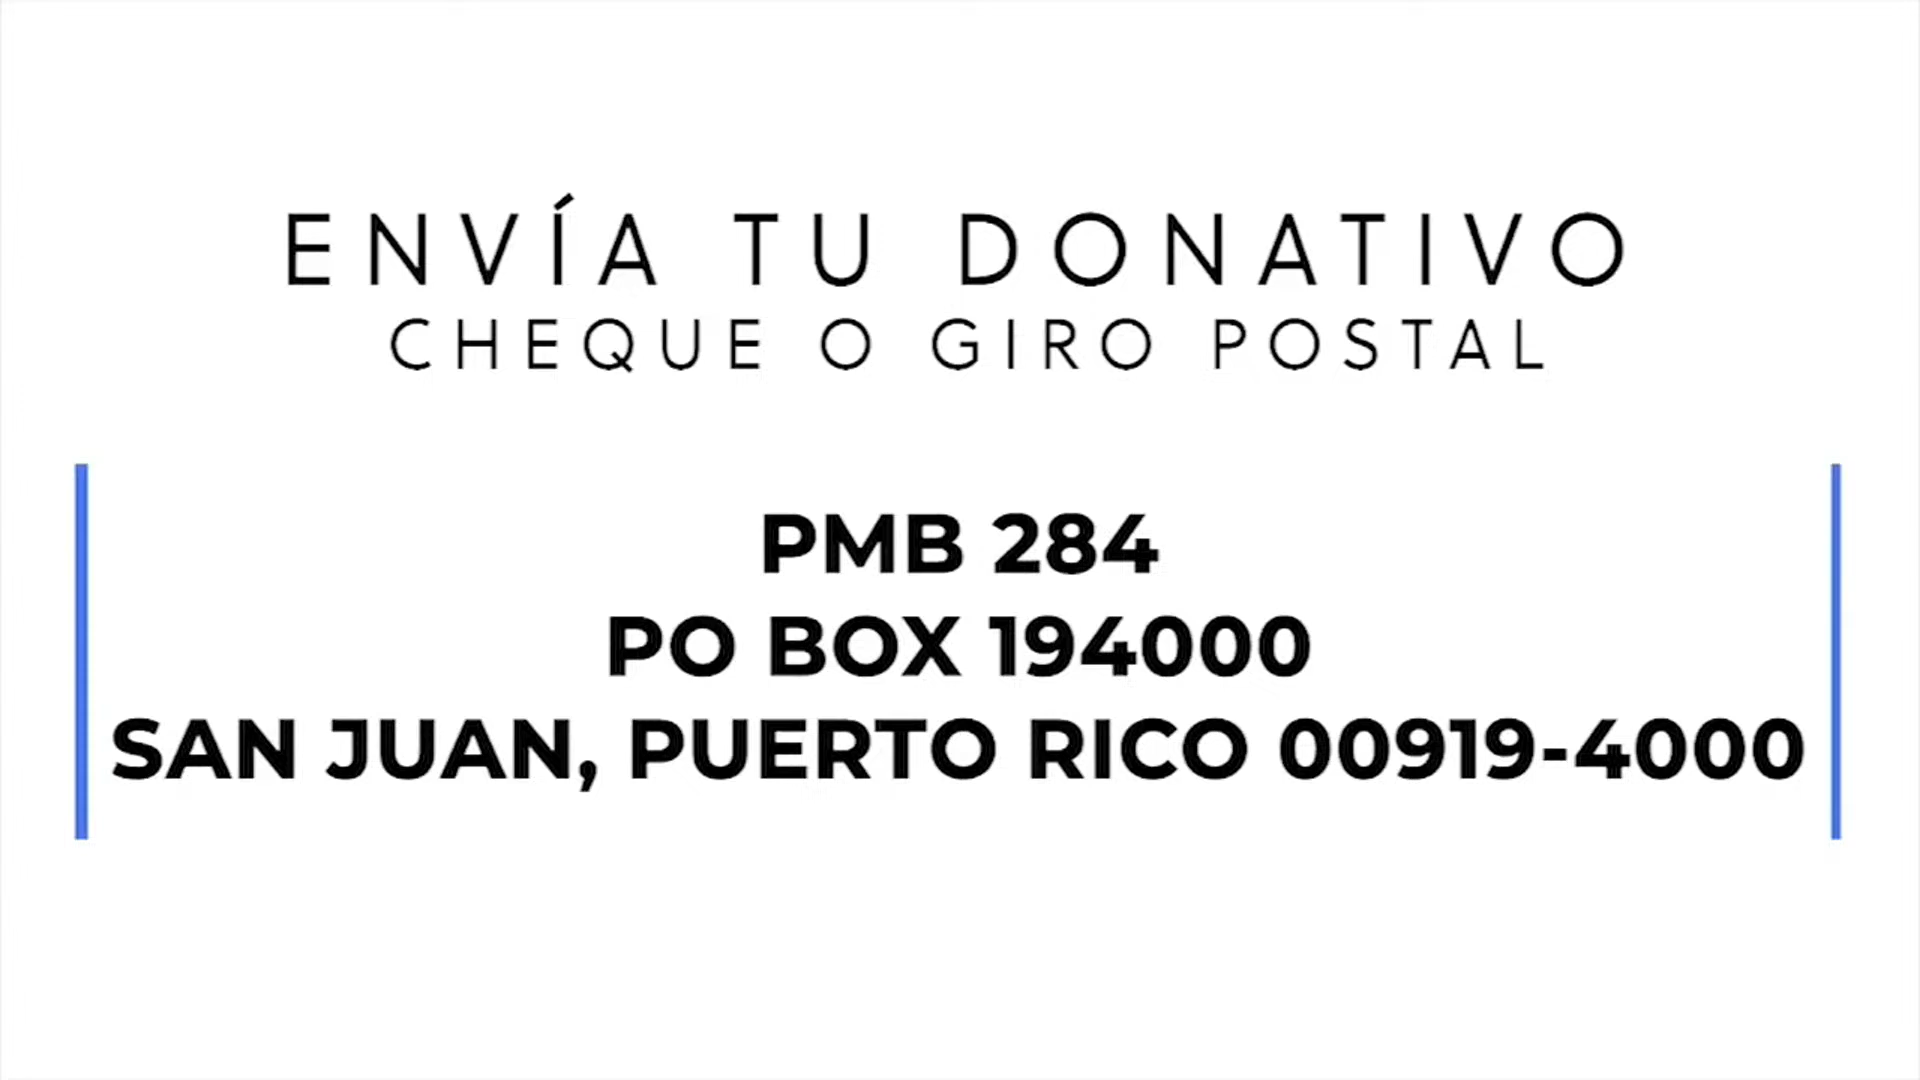 ENVÍA TU DONATIVO
CHEQUE O GIRO POSTAL
PMB 284
PO BOX 194000
SAN JUAN, PUERTO RICO 00919-4000